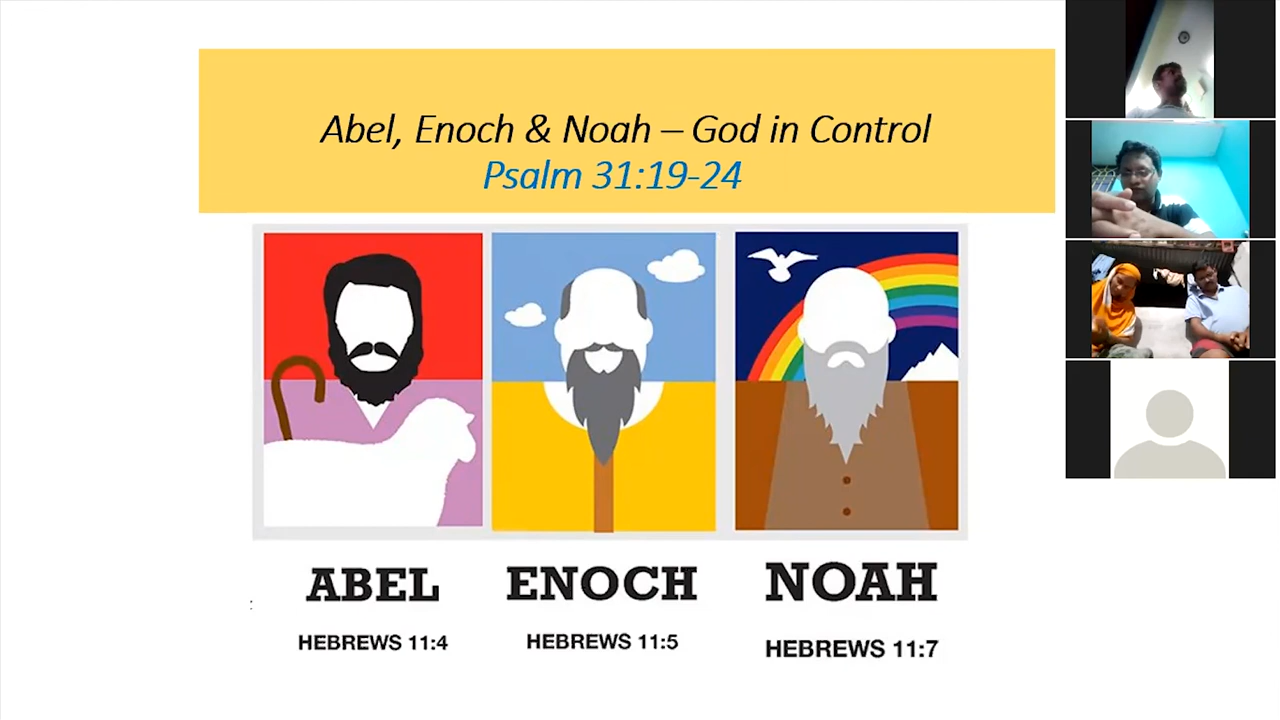 Abel, Enoch & Noah – God in Control
Psalm 31:19-24
ABEL
ENOCH
NOAH
:
HEBREWS 11:4
HEBREWS 11:5
HEBREWS 11:7